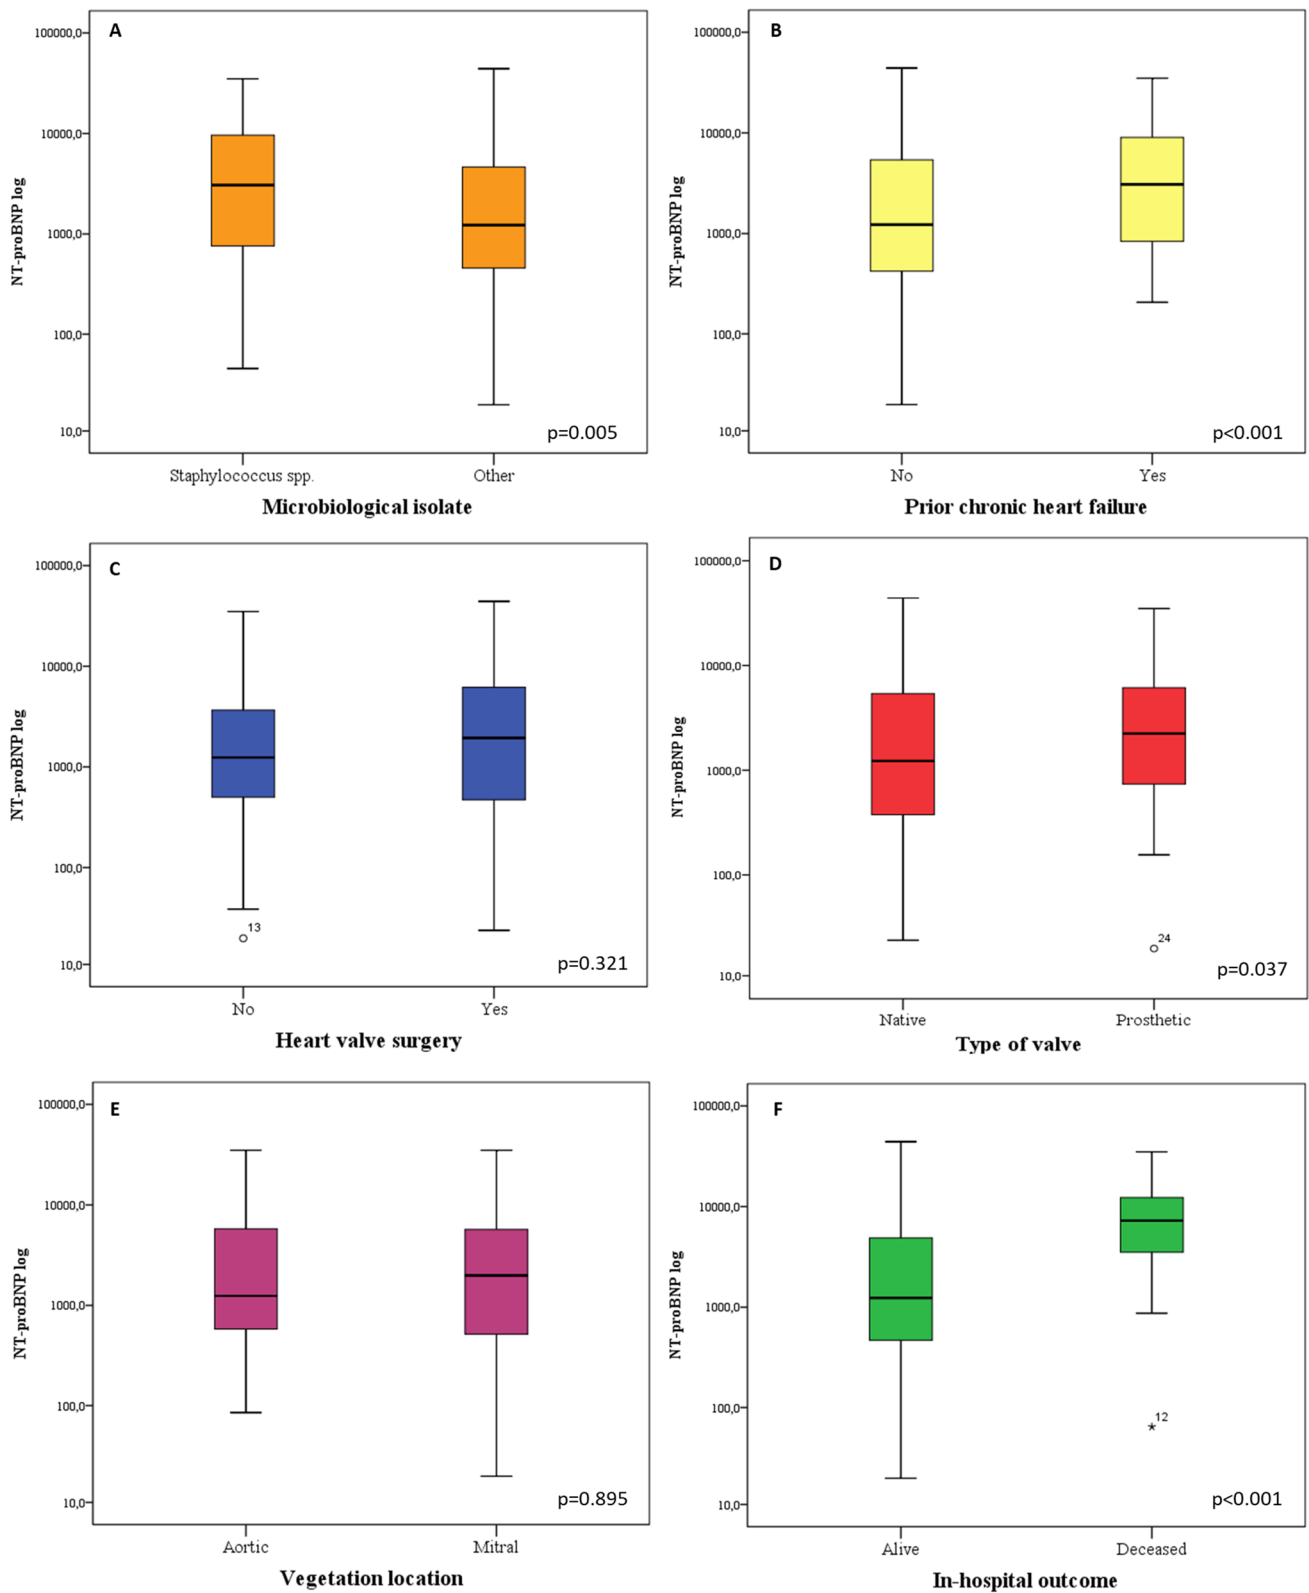 A
NT-proBNP log
100000,0
10000,0
1000,0
100,0
10,0
p=0.005
Staphylococcus spp.
Other
Microbiological isolate
B
NT-proBNP log
100000,0
10000,0
1000,0
100,0
10,0
p<0.001
No
Yes
Prior chronic heart failure
C
NT-proBNP log
100000,0
10000,0
1000,0
100,0
10,0
13
p=0.321
No
Yes
Heart valve surgery
D
NT-proBNP log
100000,0
10000,0
1000,0
100,0
10,0
24
p=0.037
Native
Prosthetic
Type of valve
E
NT-proBNP log
100000,0
10000,0
1000,0
100,0
10,0
p=0.895
Aortic
Mitral
Vegetation location
F
NT-proBNP log
100000,0
10000,0
1000,0
100,0
10,0
12
p<0.001
Alive
Deceased
In-hospital outcome